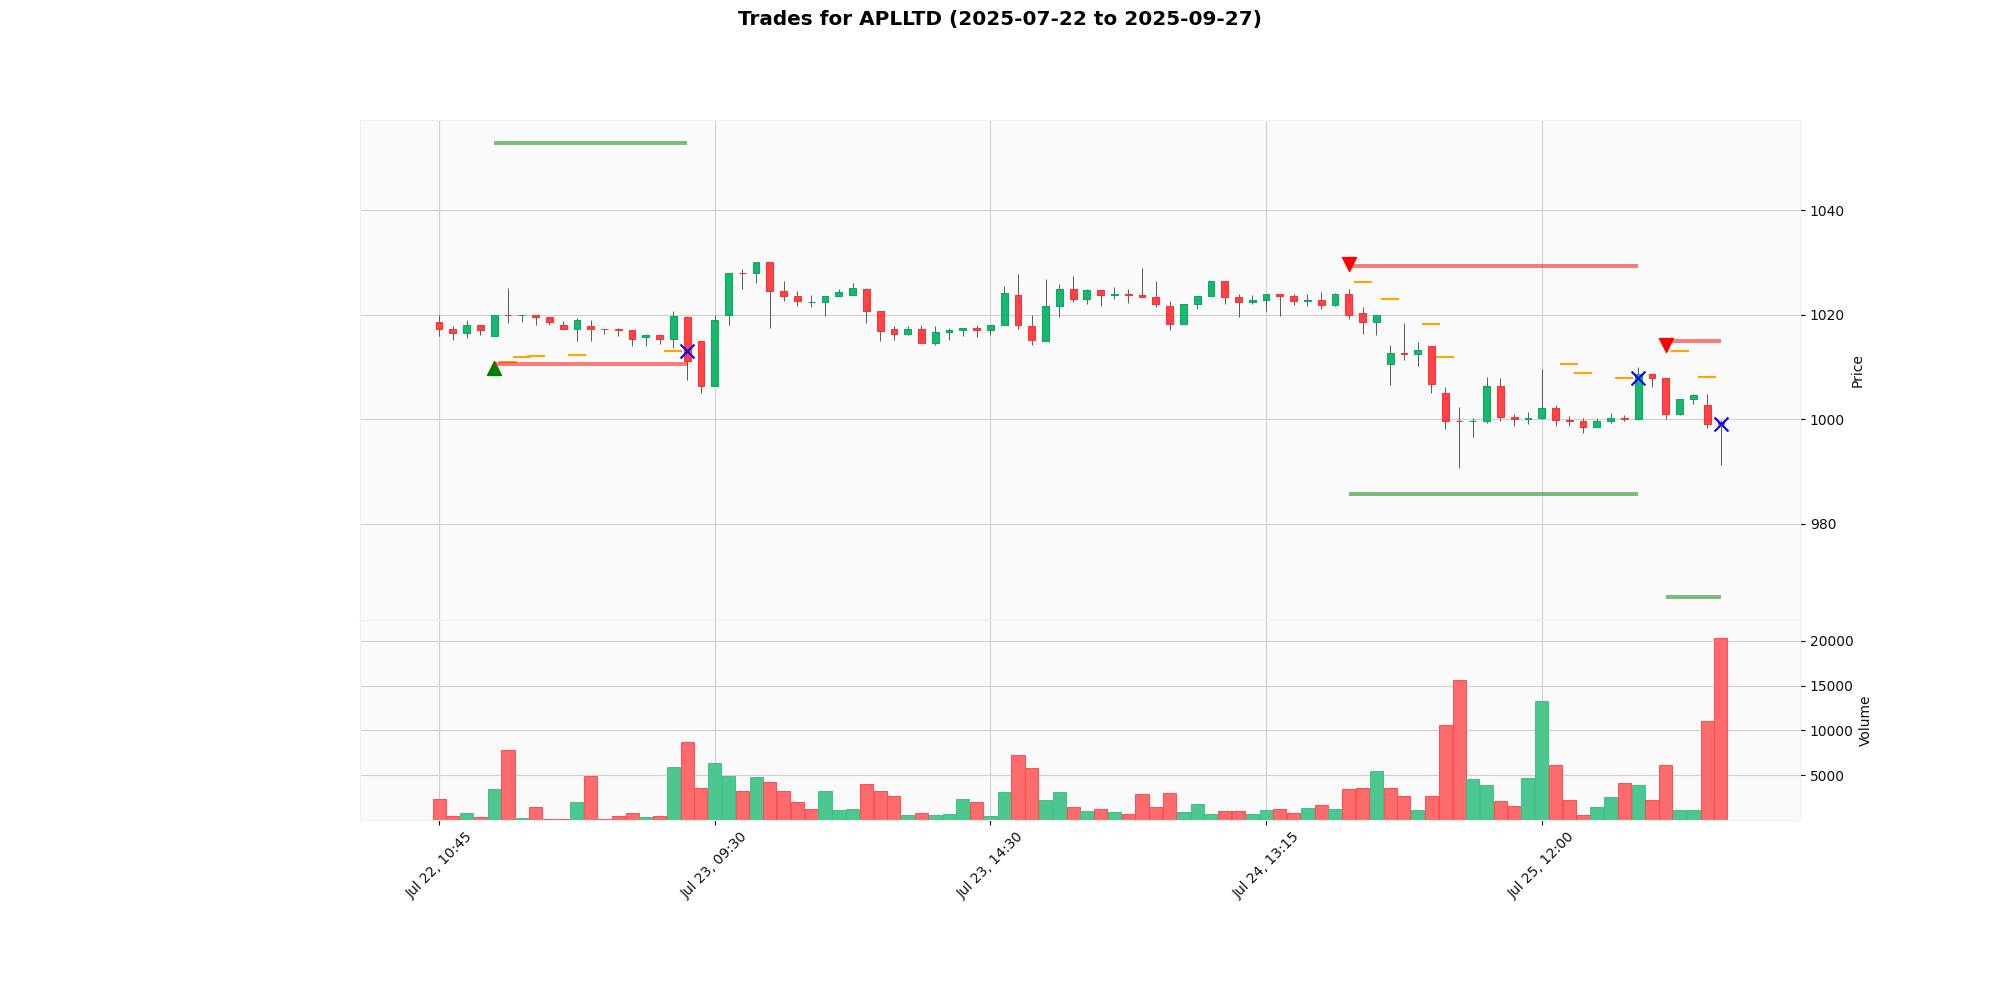 Trades for APLLTD (2025-07-22 to 2025-09-27)
1040
1020
1000
980
Price
20000
15000
10000
5000
Volume
Jul 22, 10:45
Jul 23, 09:30
Jul 23, 14:30
Jul 24, 13:15
Jul 25, 12:00